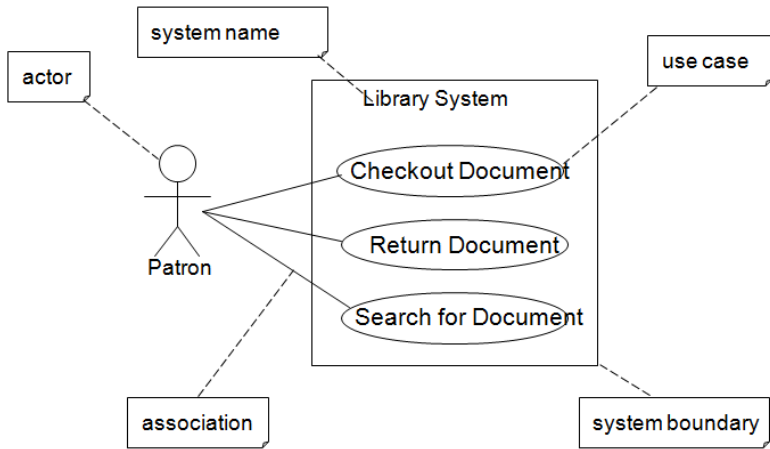 system name
use case
actor
Library System
Checkout Document
Return Document
Patron
Search for Document
association
system boundary